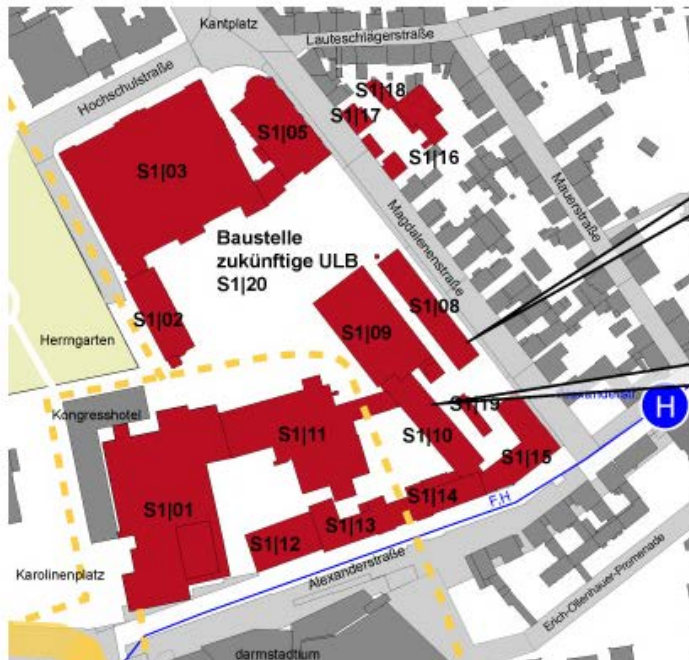 Kantplatz
Lauteschlägerstraße
Hochschulstraße
S1|18
S1|17
S1|05
S1|16
S1|03
Mauerstraße
Magdalenenstraße
Baustelle
zukünftige ULB
S1|20
S1|08
S1|02
S1|09
Herrngarten
Kongresshotel
S1|19
H
S1|11
S1|10
S1|15
S1|01
S1|14
F,H
S1|13
S1|12
Alexanderstraße
Karolinenplatz
Erich-Ollenhauer-Promenade
darmstadtium